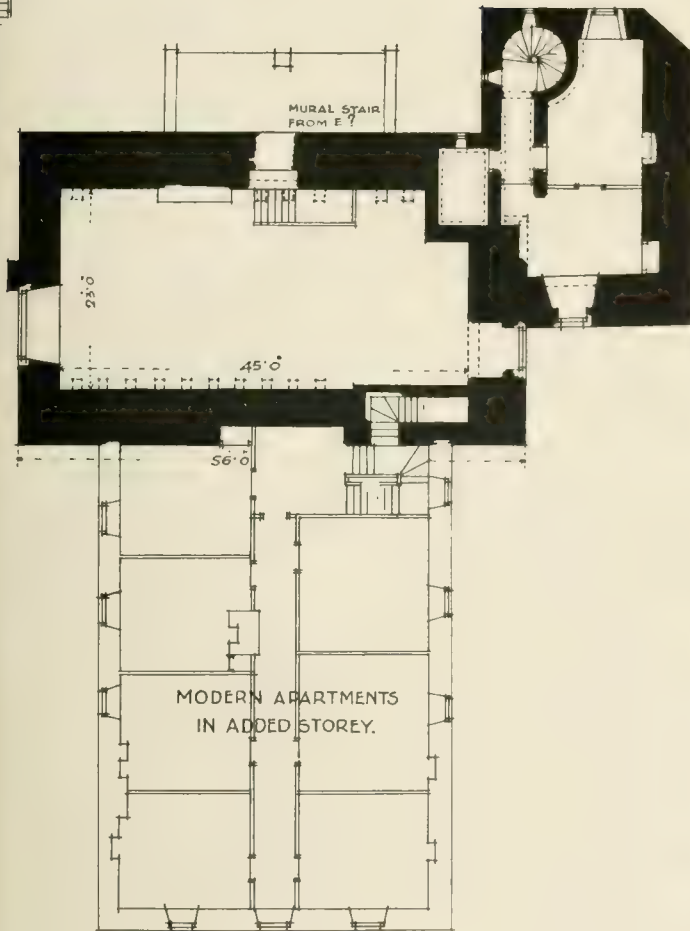 MURAL STAIR
FROM E ?
23'·0"
45'·0"
56'·0"
MODERN APARTMENTS
IN ADDED STOREY.